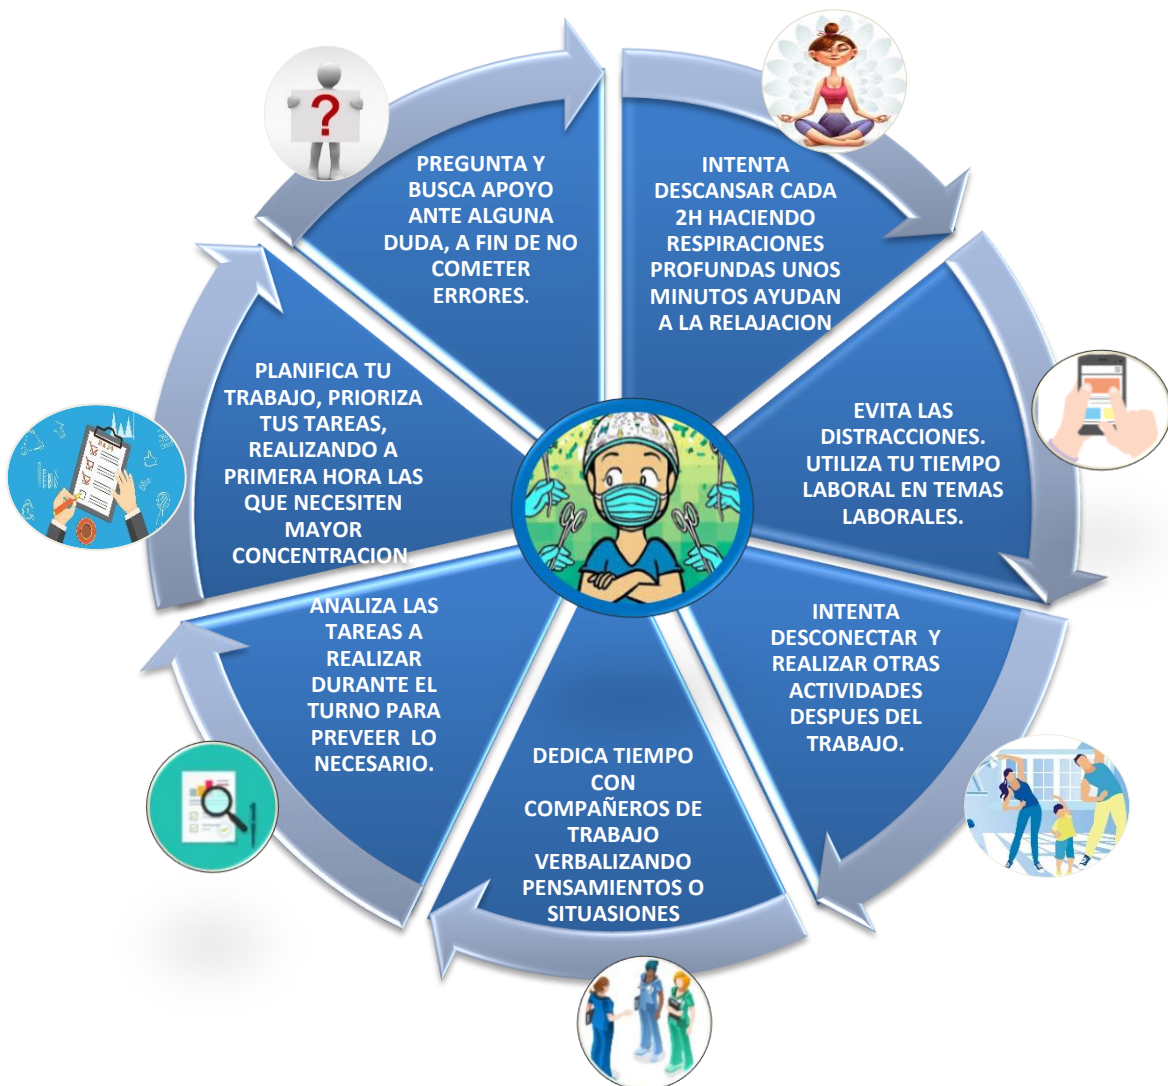 INTENTA
DESCANSAR CADA
2H HACIENDO
RESPIRACIONES
PROFUNDAS UNOS
MINUTOS AYUDAN
A LA RELAJACION
EVITA LAS
DISTRACCIONES.
UTILIZA TU TIEMPO
LABORAL EN TEMAS
LABORALES.
INTENTA
DESCONECTAR Y
REALIZAR OTRAS
ACTIVIDADES
DESPUES DEL
TRABAJO.
DEDICA TIEMPO
CON
COMPAÑEROS DE
TRABAJO
VERBALIZANDO
PENSAMIENTOS O
SITUASIONES
ANALIZA LAS
TAREAS A
REALIZAR
DURANTE EL
TURNO PARA
PREVEER LO
NECESARIO.
PLANIFICA TU
TRABAJO, PRIORIZA
TUS TAREAS,
REALIZANDO A
PRIMERA HORA LAS
QUE NECESITEN
MAYOR
CONCENTRACION.
PREGUNTA Y
BUSCA APOYO
ANTE ALGUNA
DUDA, A FIN DE NO
COMETER
ERRORES.
?